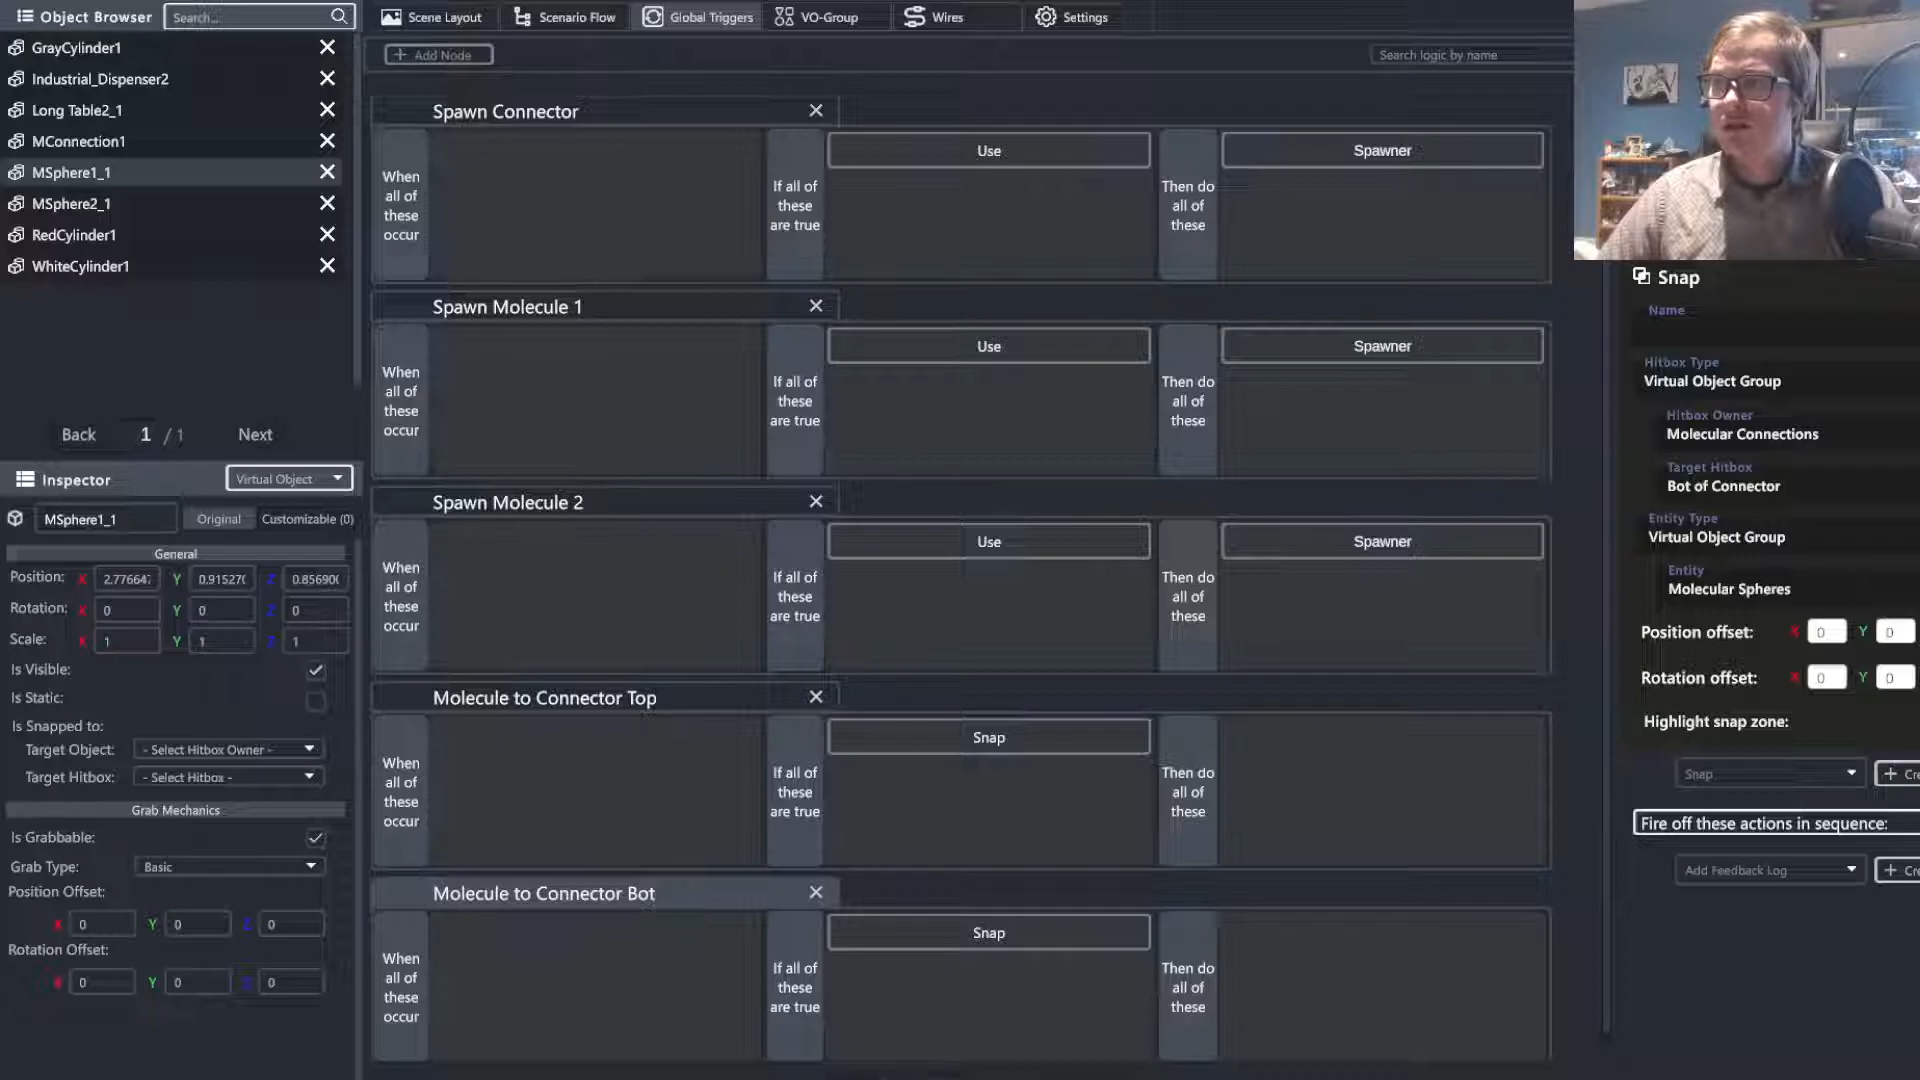 Object Browser
Search...
GrayCylinder1
Industrial_Dispenser2
Long Table2_1
MConnection1
MSphere1_1
MSphere2_1
RedCylinder1
WhiteCylinder1
Back 1 / 1 Next
Inspector Virtual Object
MSphere1_1 Original Customizable (0)
General
Position: X 2.77664 Y 0.91527( Z 0.85690(
Rotation: X 0 Y 0 Z 0
Scale: X 1 Y 1 Z 1
Is Visible:
Is Static:
Is Snapped to:
Target Object: - Select Hitbox Owner -
Target Hitbox: - Select Hitbox -
Grab Mechanics
Is Grabbable:
Grab Type: Basic
Position Offset:
X 0 Y 0 Z 0
Rotation Offset:
X 0 Y 0 Z 0
Scene Layout Scenario Flow Global Triggers VO-Group Wires Settings
+ Add Node Search logic by name
Spawn Connector
When all of these occur
If all of these are true
Use
Then do all of these
Spawner
Spawn Molecule 1
When all of these occur
If all of these are true
Use
Then do all of these
Spawner
Spawn Molecule 2
When all of these occur
If all of these are true
Use
Then do all of these
Spawner
Molecule to Connector Top
When all of these occur
If all of these are true
Snap
Then do all of these
Molecule to Connector Bot
When all of these occur
If all of these are true
Snap
Then do all of these
Snap
Name
Hitbox Type
Virtual Object Group
Hitbox Owner
Molecular Connections
Target Hitbox
Bot of Connector
Entity Type
Virtual Object Group
Entity
Molecular Spheres
Position offset: X 0 Y 0
Rotation offset: X 0 Y 0
Highlight snap zone:
Snap + Cre
Fire off these actions in sequence:
Add Feedback Log + Cre